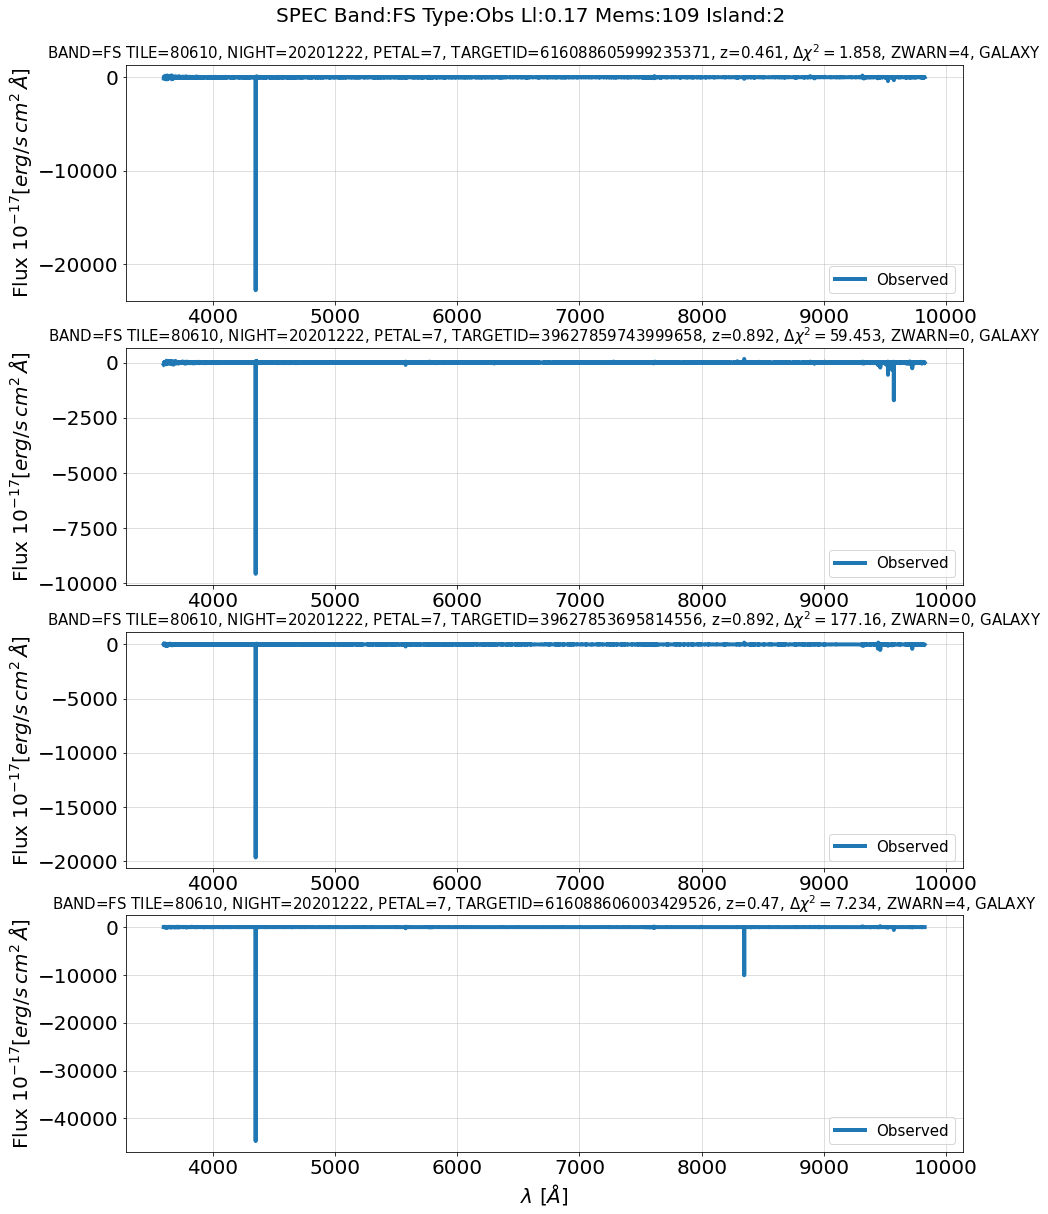 SPEC Band:FS Type:Obs Ll:0.17 Mems:109 Island:2
BAND=FS TILE=80610, NIGHT=20201222, PETAL=7, TARGETID=616088605999235371, z=0.461, Δχ² = 1.858, ZWARN=4, GALAXY
Flux 10⁻¹⁷[erg/s cm² Å]
0
−10000
−20000
Observed
4000 5000 6000 7000 8000 9000 10000
BAND=FS TILE=80610, NIGHT=20201222, PETAL=7, TARGETID=39627859743999658, z=0.892, Δχ² = 59.453, ZWARN=0, GALAXY
Flux 10⁻¹⁷[erg/s cm² Å]
0
−2500
−5000
−7500
−10000
Observed
4000 5000 6000 7000 8000 9000 10000
BAND=FS TILE=80610, NIGHT=20201222, PETAL=7, TARGETID=39627853695814556, z=0.892, Δχ² = 177.16, ZWARN=0, GALAXY
Flux 10⁻¹⁷[erg/s cm² Å]
0
−5000
−10000
−15000
−20000
Observed
4000 5000 6000 7000 8000 9000 10000
BAND=FS TILE=80610, NIGHT=20201222, PETAL=7, TARGETID=616088606003429526, z=0.47, Δχ² = 7.234, ZWARN=4, GALAXY
Flux 10⁻¹⁷[erg/s cm² Å]
0
−10000
−20000
−30000
−40000
Observed
4000 5000 6000 7000 8000 9000 10000
λ [Å]